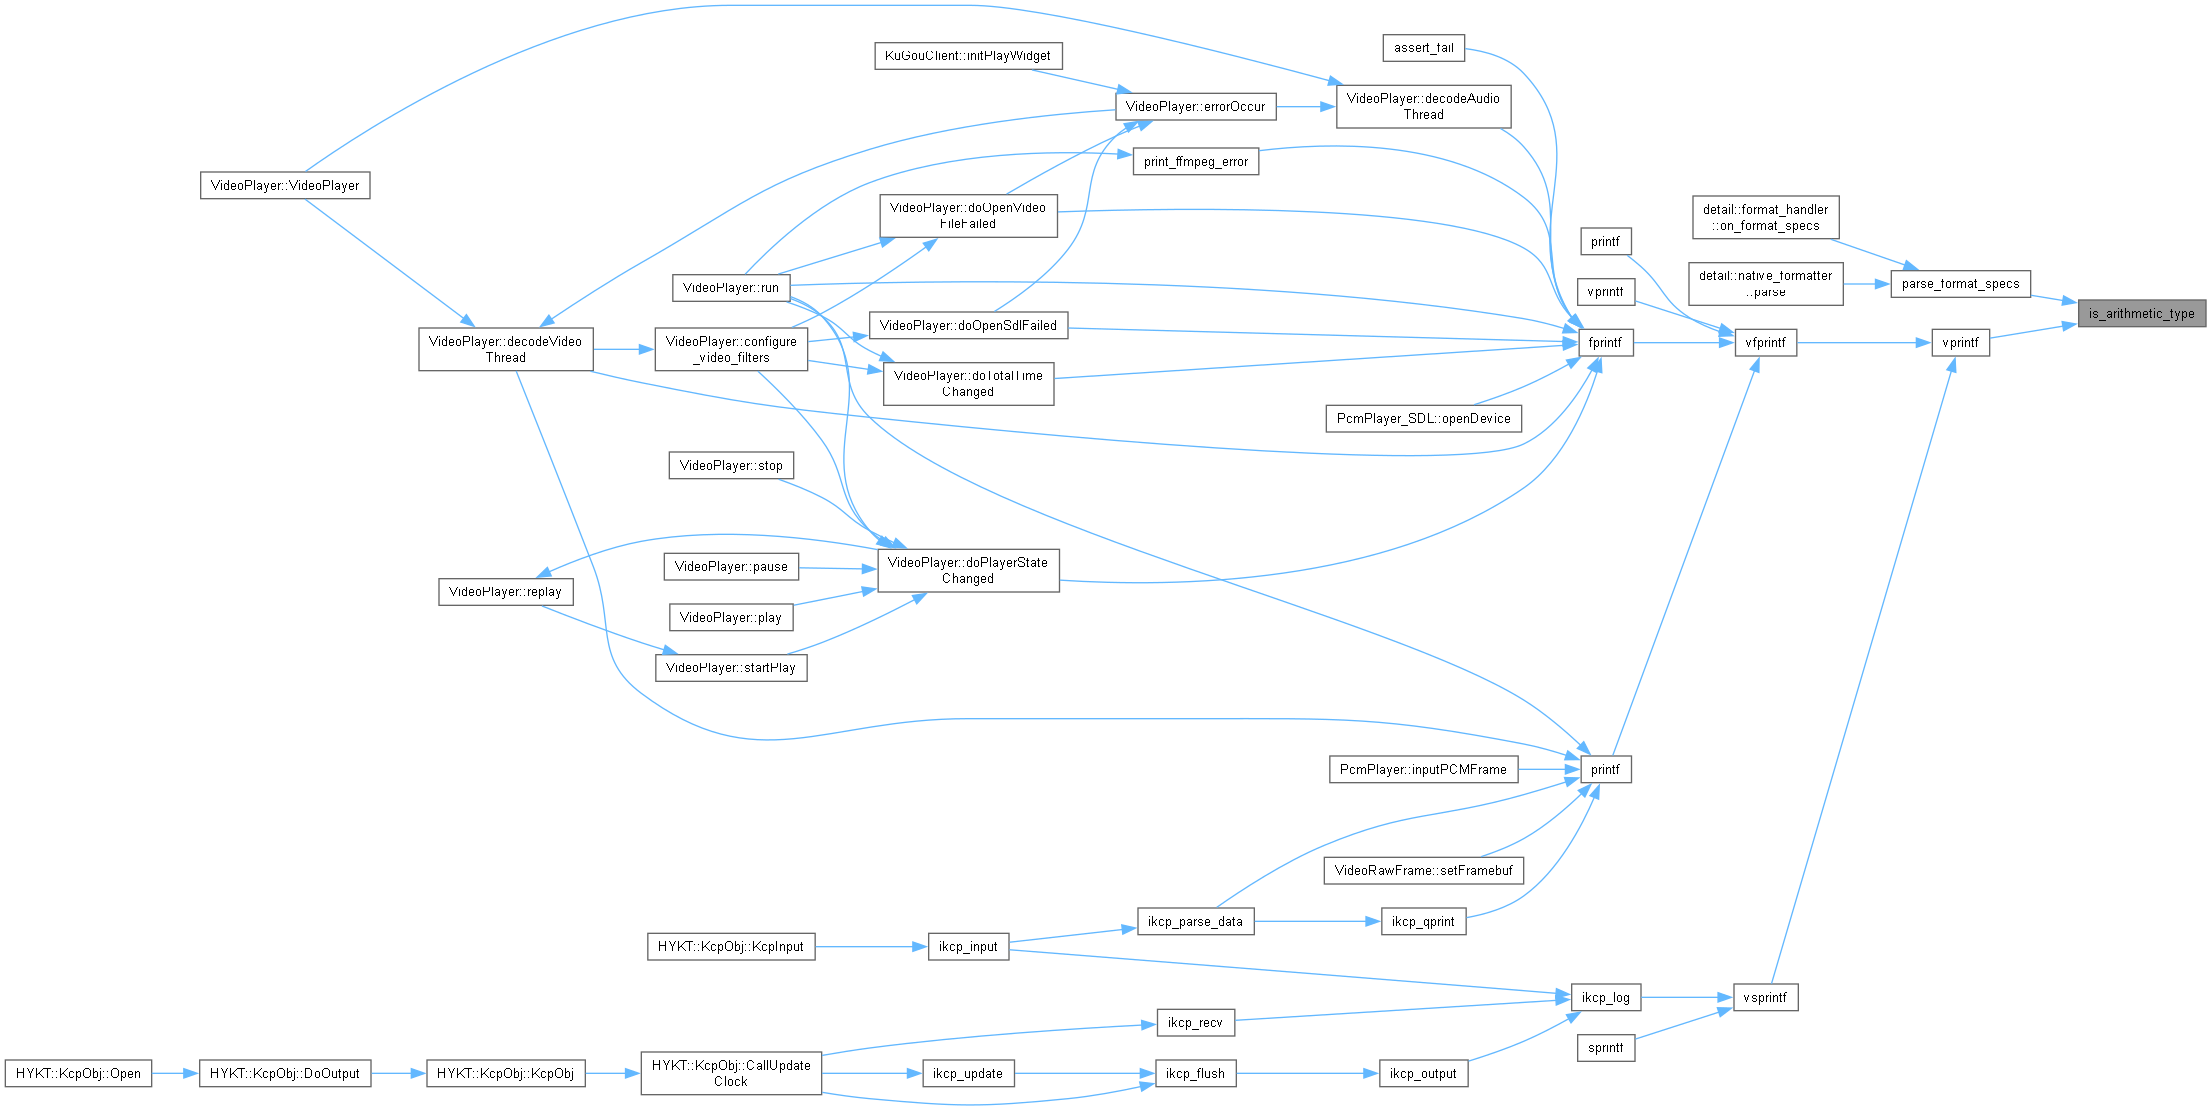 KuGouClient::initPlayWidget
assert_fail
VideoPlayer::errorOccur
VideoPlayer::decodeAudio
Thread
print_ffmpeg_error
VideoPlayer::VideoPlayer
VideoPlayer::doOpenVideo
FileFailed
detail::format_handler
::on_format_specs
printf
VideoPlayer::run
detail::native_formatter
::parse
vprintf
parse_format_specs
is_arithmetic_type
VideoPlayer::decodeVideo
Thread
VideoPlayer::configure
_video_filters
VideoPlayer::doOpenSdlFailed
fprintf
vfprintf
vprintf
VideoPlayer::doTotalTime
Changed
PcmPlayer_SDL::openDevice
VideoPlayer::stop
VideoPlayer::pause
VideoPlayer::doPlayerState
Changed
VideoPlayer::replay
VideoPlayer::play
VideoPlayer::startPlay
PcmPlayer::inputPCMFrame
printf
VideoRawFrame::setFramebuf
ikcp_parse_data
ikcp_qprint
HYKT::KcpObj::KcpInput
ikcp_input
ikcp_log
vsprintf
ikcp_recv
sprintf
HYKT::KcpObj::Open
HYKT::KcpObj::DoOutput
HYKT::KcpObj::KcpObj
HYKT::KcpObj::CallUpdate
Clock
ikcp_update
ikcp_flush
ikcp_output